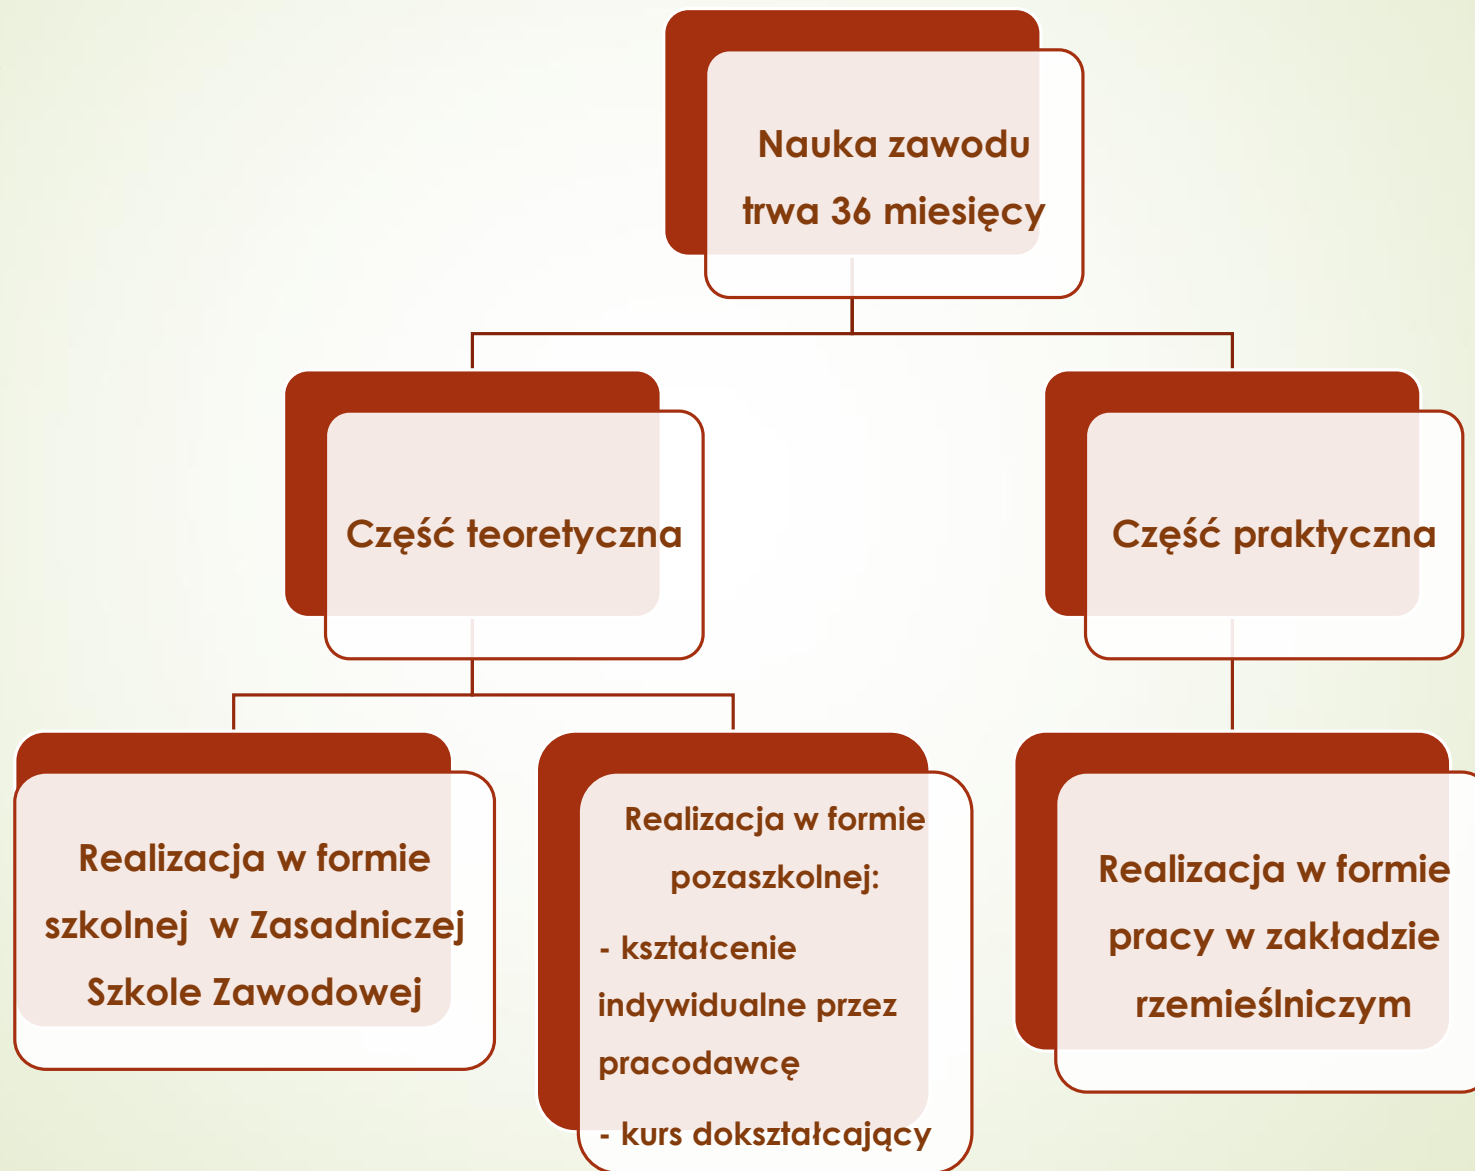 Nauka zawodu
trwa 36 miesięcy
Część teoretyczna
Część praktyczna
Realizacja w formie
szkolnej w Zasadniczej
Szkole Zawodowej
Realizacja w formie
pozaszkolnej:
- kształcenie
indywidualne przez
pracodawcę
- kurs dokształcający
Realizacja w formie
pracy w zakładzie
rzemieślniczym